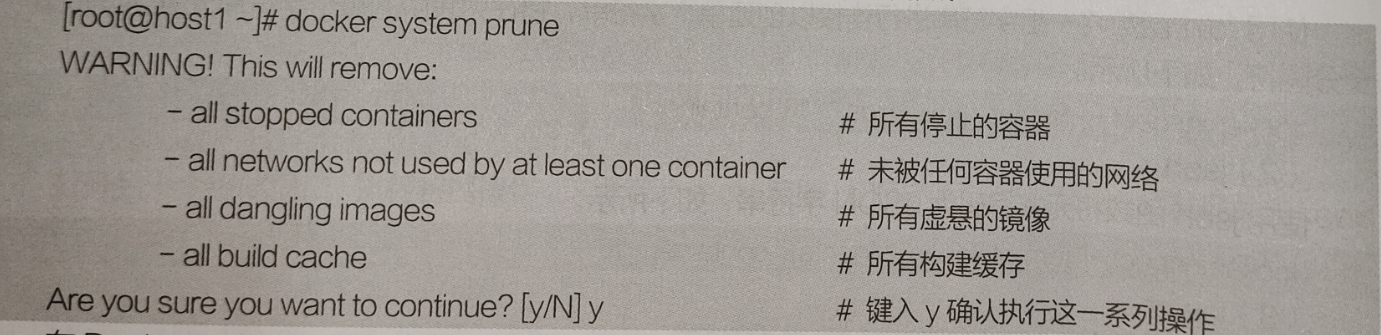 [root@host1 ~]# docker system prune
WARNING! This will remove:
– all stopped containers # 所有停止的容器
– all networks not used by at least one container # 未被任何容器使用的网络
– all dangling images # 所有虚悬的镜像
– all build cache # 所有构建缓存
Are you sure you want to continue? [y/N] y # 键入 y 确认执行这一系列操作